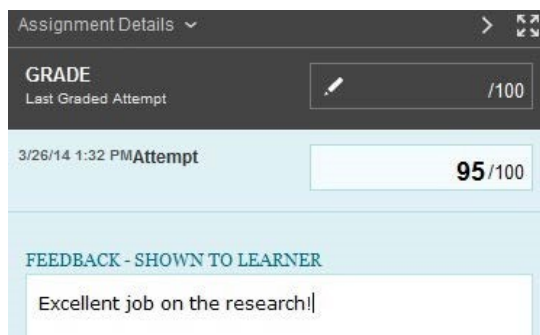 Assignment Details
GRADE
Last Graded Attempt
/100
3/26/14 1:32 PM Attempt
95/100
FEEDBACK - SHOWN TO LEARNER
Excellent job on the research!